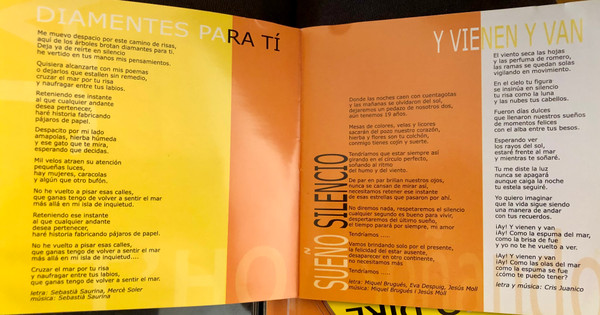 DIAMENTES PARA TÍ
Me muevo despacio por este camino de risas,
aquí de los árboles brotan diamantes para ti.
Deja ya de reirte en silencio
he vertido en tus manos mis pensamientos.
Quisiera alcanzarte con mis poemas
o dejarlos que estallen sin remedio,
cruzar el mar por tu risa
y naufragar entre tus labios.
Reteniendo ese instante
al que cualquier andante
desea pertenecer,
haré historia fabricando
pájaros de papel.
Despacio por mi lado
amapolas, hierba húmeda
y ese gato que te mira,
esperando que decidas.
Mil velos atraen su atención
pequeñas luces,
hay mujeres, caracolas
y algún que otro bufón.
No he vuelto a pisar esas calles,
que ganas tengo de volver a sentir el mar
más allá en mi isla de inquietud.
Reteniendo ese instante
al que cualquier andante
desea pertenecer,
haré historia fabricando pájaros de papel.
No he vuelto a pisar esas calles,
que ganas tengo de volver a sentir el mar
más allá en mi isla de inquietud....
Cruzar el mar por tu risa
y naufragar entre tus labios,
que ganas tengo de volver a sentir el mar.
letra: Sebastià Saurina, Mercè Soler
música: Sebastià Saurina
SUEÑO SILENCIO
Donde las noches caen con cuentagotas
y las mañanas se olvidaron del sol,
dejaremos un pedazo de nosotros dos,
aún tenemos 19 años.
Meses de calores, velas y licores
sacarán del pozo nuestro corazón,
hierba y flores son tu colchón,
conmigo tienes cojín y suerte.
Tendríamos que estar siempre así
girando en el círculo perfecto,
soñando al ritmo
del humo y del viento.
De par en par brillan nuestros ojos,
nunca se cansan de mirar así,
necesitamos retener ese instante
de esas estrellas que pasaron por ahí.
No diremos nada, respetaremos el silencio
cualquier segundo es bueno para vivir,
despertaremos del último sueño,
el tiempo parará por siempre, mi amor
Tendríamos .....
Vamos brindando solo por el presente,
la felicidad del estar ausente,
desaparecer en otro continente,
no necesitamos más
Tendríamos ....
letra: Miquel Brugués, Eva Despuig, Jesús Moll
música: Miquel Brugués i Jesús Moll
Y VIENEN Y VAN
El viento seca las hojas
y las perfuma de romero,
las ramas se quedan solas
vigilando en movimiento.
En el cielo tu figura
se insinúa en silencio
tu risa como la luna
y las nubes tus cabellos.
Fueron días dulces
que llenaron nuestros sueños
de momentos felices
con el alba entre tus besos.
Esperando ver
los rayos del sol,
estaré frente al mar
y mientras te soñaré.
Tu me diste la luz
nunca se apagará
aunque caiga la noche
tu estela seguiré.
Yo quiero imaginar
que la vida sigue siendo
una manera de andar
con tus recuerdos.
¡Ay! Y vienen y van
¡Ay! Como la espuma del mar,
como la brisa de fue
y yo no te he vuelto a ver.
¡Ay! Y vienen y van
¡Ay! Como las olas del mar
como la espuma se fue
¿cómo te puedo tener?
letra y música: Cris Juanico